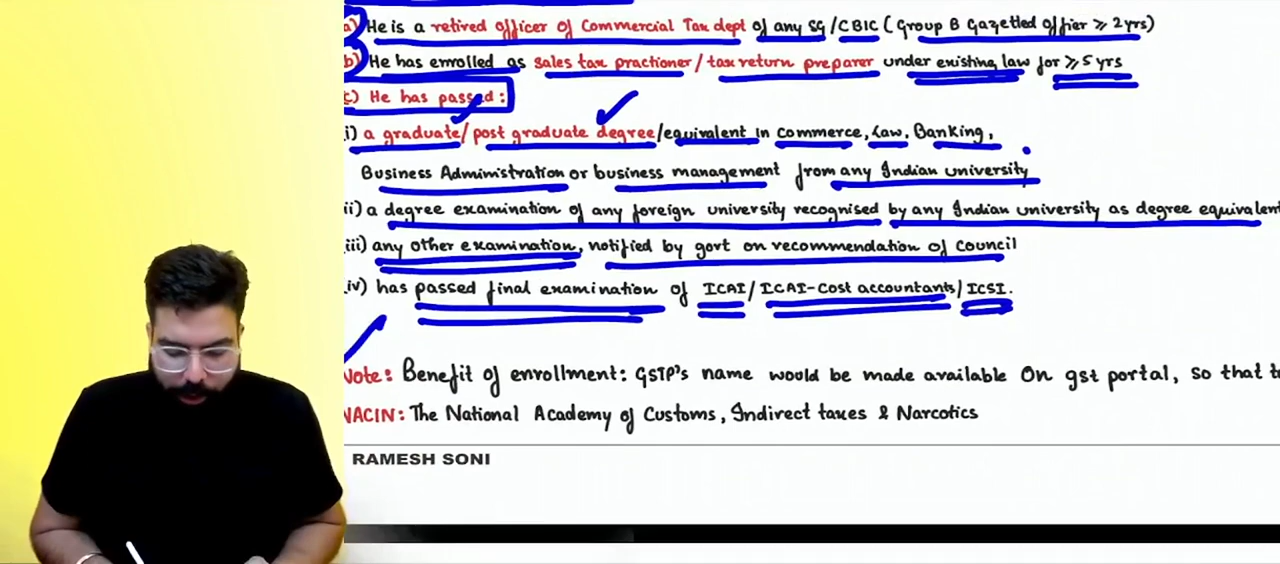 a) He is a retired officer of Commercial Tax dept of any SG/CBIC (Group B Gazetted offier ≥ 2yrs)
b) He has enrolled as sales tax practioner/tax return preparer under existing law for ≥ 5 yrs
c) He has passed:
i) a graduate/post graduate degree/equivalent in commerce, Law, Banking,
Business Administration or business management from any Indian university
ii) a degree examination of any foreign university recognised by any Indian university as degree equivalent
iii) any other examination, notified by govt on recommendation of Council
iv) has passed final examination of ICAI/ICAI-Cost accountants/ICSI.
Note: Benefit of enrollment: GSTP's name would be made available on gst portal, so that
NACIN: The National Academy of Customs, Indirect taxes & Narcotics
RAMESH SONI